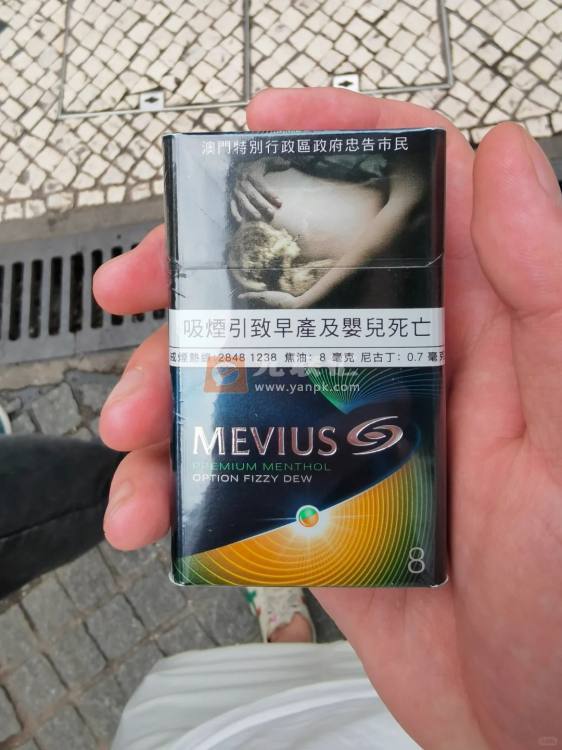 澳門特別行政區政府忠告市民
吸煙引致早產及嬰兒死亡
戒煙熱線:2848 1238 焦油: 8 毫克 尼古丁: 0.7 毫克
www.yanpk.com
MEVIUS
PREMIUM MENTHOL
OPTION FIZZY DEW
8